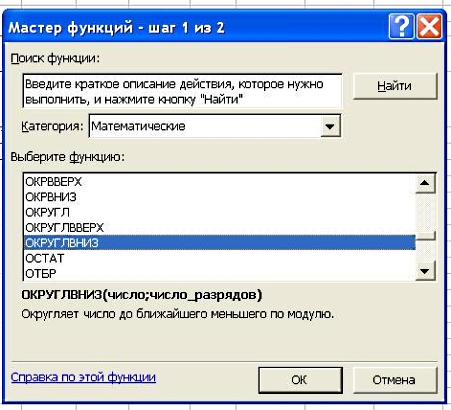 Мастер функций - шаг 1 из 2
Поиск функции:
Введите краткое описание действия, которое нужно
выполнить, и нажмите кнопку "Найти"
Найти
Категория: Математические
Выберите функцию:
ОКРВВЕРХ
ОКРВНИЗ
ОКРУГЛ
ОКРУГЛВВЕРХ
ОКРУГЛВНИЗ
ОСТАТ
ОТБР
ОКРУГЛВНИЗ(число;число_разрядов)
Округляет число до ближайшего меньшего по модулю.
Справка по этой функции
ОК
Отмена